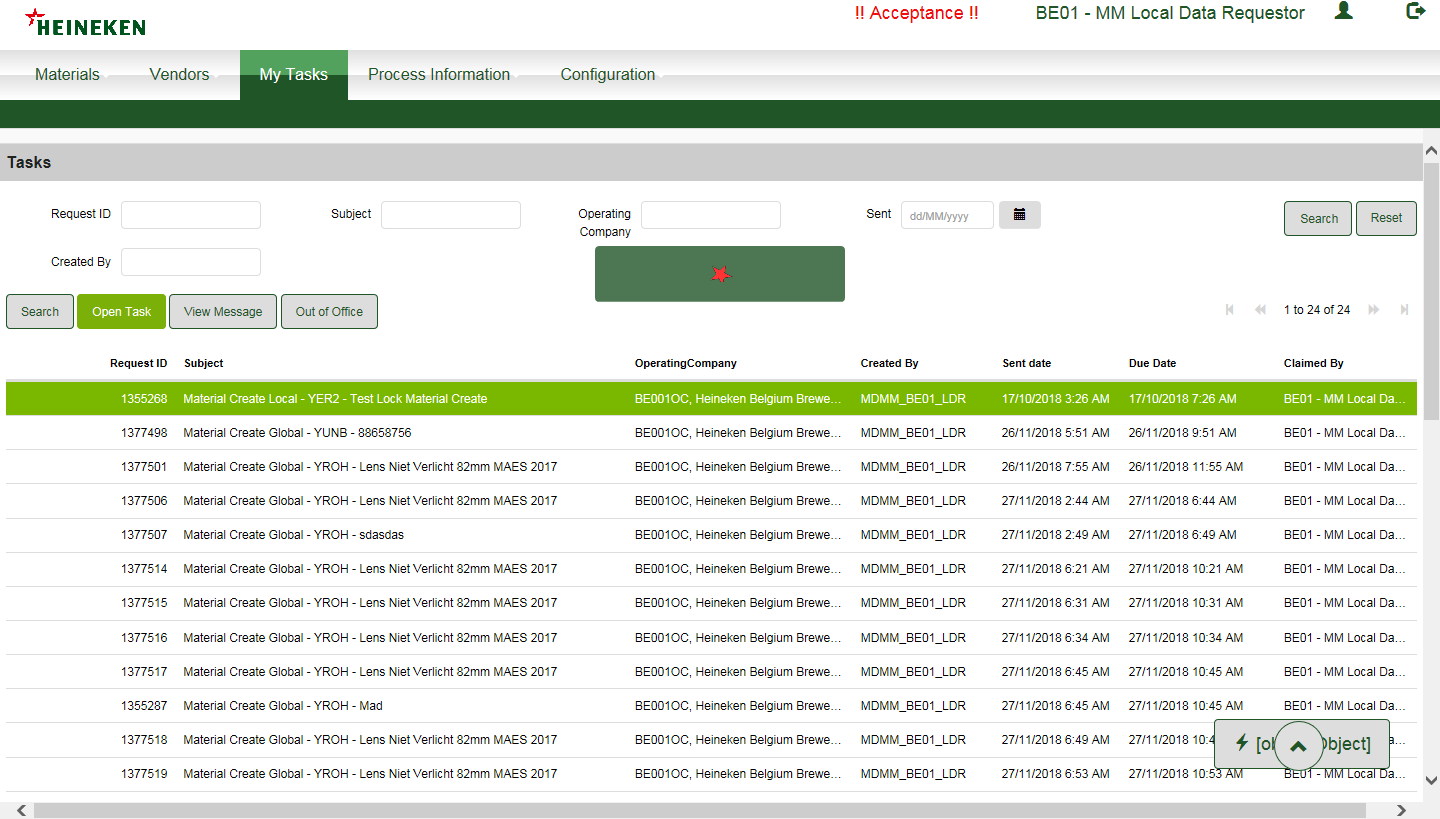 HEINEKEN
!! Acceptance !! BE01 - MM Local Data Requestor
Materials Vendors My Tasks Process Information Configuration
Tasks
Request ID Subject Operating Company Sent dd/MM/yyyy Search Reset
Created By
Search Open Task View Message Out of Office 1 to 24 of 24
Request ID Subject OperatingCompany Created By Sent date Due Date Claimed By
1355268 Material Create Local - YER2 - Test Lock Material Create BE001OC, Heineken Belgium Brewe... MDMM_BE01_LDR 17/10/2018 3:26 AM 17/10/2018 7:26 AM BE01 - MM Local Da...
1377498 Material Create Global - YUNB - 88658756 BE001OC, Heineken Belgium Brewe... MDMM_BE01_LDR 26/11/2018 5:51 AM 26/11/2018 9:51 AM BE01 - MM Local Da...
1377501 Material Create Global - YROH - Lens Niet Verlicht 82mm MAES 2017 BE001OC, Heineken Belgium Brewe... MDMM_BE01_LDR 26/11/2018 7:55 AM 26/11/2018 11:55 AM BE01 - MM Local Da...
1377506 Material Create Global - YROH - Lens Niet Verlicht 82mm MAES 2017 BE001OC, Heineken Belgium Brewe... MDMM_BE01_LDR 27/11/2018 2:44 AM 27/11/2018 6:44 AM BE01 - MM Local Da...
1377507 Material Create Global - YROH - sdasdas BE001OC, Heineken Belgium Brewe... MDMM_BE01_LDR 27/11/2018 2:49 AM 27/11/2018 6:49 AM BE01 - MM Local Da...
1377514 Material Create Global - YROH - Lens Niet Verlicht 82mm MAES 2017 BE001OC, Heineken Belgium Brewe... MDMM_BE01_LDR 27/11/2018 6:21 AM 27/11/2018 10:21 AM BE01 - MM Local Da...
1377515 Material Create Global - YROH - Lens Niet Verlicht 82mm MAES 2017 BE001OC, Heineken Belgium Brewe... MDMM_BE01_LDR 27/11/2018 6:31 AM 27/11/2018 10:31 AM BE01 - MM Local Da...
1377516 Material Create Global - YROH - Lens Niet Verlicht 82mm MAES 2017 BE001OC, Heineken Belgium Brewe... MDMM_BE01_LDR 27/11/2018 6:34 AM 27/11/2018 10:34 AM BE01 - MM Local Da...
1377517 Material Create Global - YROH - Lens Niet Verlicht 82mm MAES 2017 BE001OC, Heineken Belgium Brewe... MDMM_BE01_LDR 27/11/2018 6:45 AM 27/11/2018 10:45 AM BE01 - MM Local Da...
1355287 Material Create Global - YROH - Mad BE001OC, Heineken Belgium Brewe... MDMM_BE01_LDR 27/11/2018 6:45 AM 27/11/2018 10:45 AM BE01 - MM Local Da...
1377518 Material Create Global - YROH - Lens Niet Verlicht 82mm MAES 2017 BE001OC, Heineken Belgium Brewe... MDMM_BE01_LDR 27/11/2018 6:49 AM 27/11/2018
1377519 Material Create Global - YROH - Lens Niet Verlicht 82mm MAES 2017 BE001OC, Heineken Belgium Brewe... MDMM_BE01_LDR 27/11/2018 6:53 AM 27/11/2018 10:53 AM BE01 - MM Local Da...